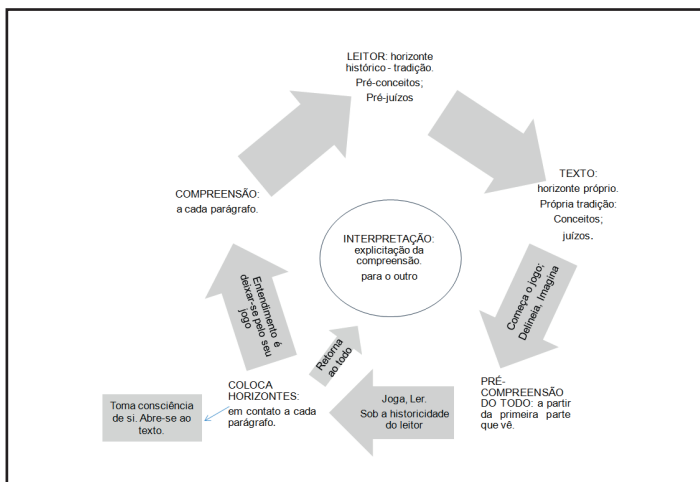 LEITOR: horizonte
histórico - tradição.
Pré-conceitos;
Pré-juízos
TEXTO:
horizonte próprio.
Própria tradição:
Conceitos;
juízos.
Começa o jogo;
Delineia, Imagina
PRÉ-
COMPREENSÃO
DO TODO: a partir
da primeira parte
que vê.
Joga, Ler.
Sob a historicidade
do leitor
COLOCA
HORIZONTES:
em contato a cada
parágrafo.
Toma consciência
de si. Abre-se ao
texto.
Retorna
ao todo
Entendimento é
deixar-se pelo seu
jogo
COMPREENSÃO:
a cada parágrafo.
INTERPRETAÇÃO:
explicitação da
compreensão.
para o outro